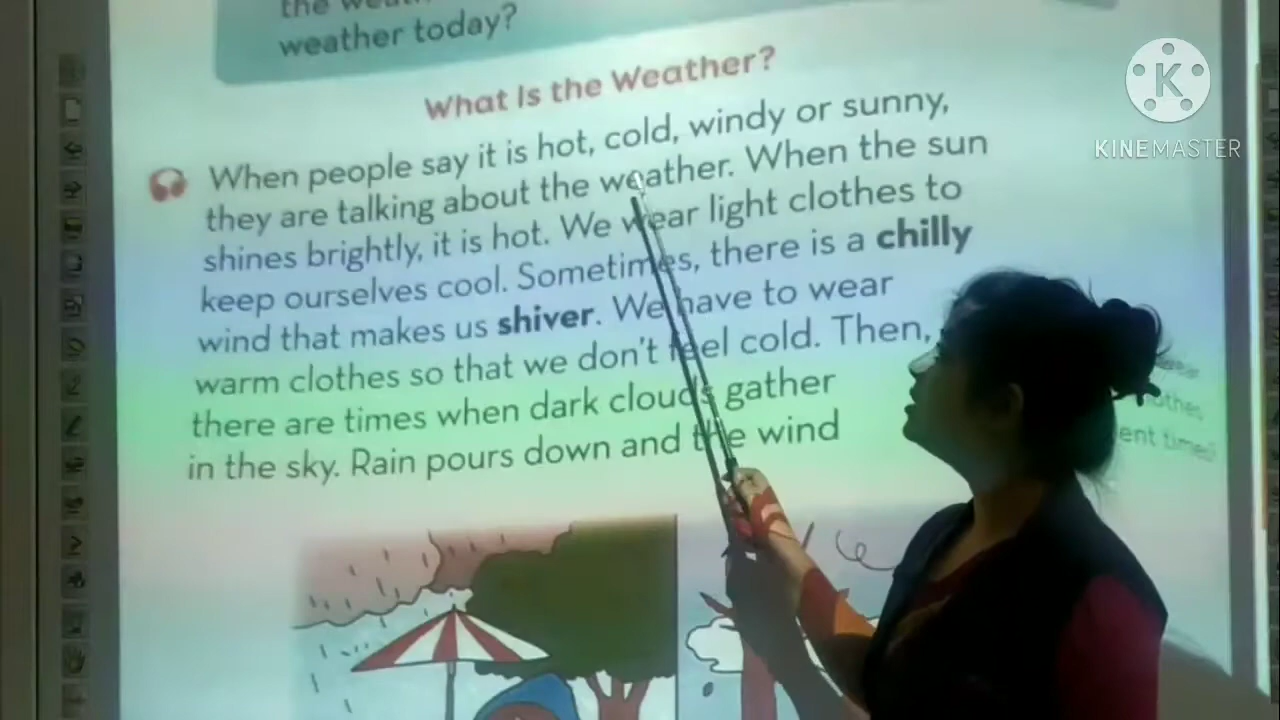 the weath
weather today?
What Is the Weather?
When people say it is hot, cold, windy or sunny,
they are talking about the weather. When the sun
shines brightly, it is hot. We wear light clothes to
keep ourselves cool. Sometimes, there is a chilly
wind that makes us shiver. We have to wear
warm clothes so that we don't feel cold. Then,
there are times when dark clouds gather
in the sky. Rain pours down and the wind
K
KINEMASTER